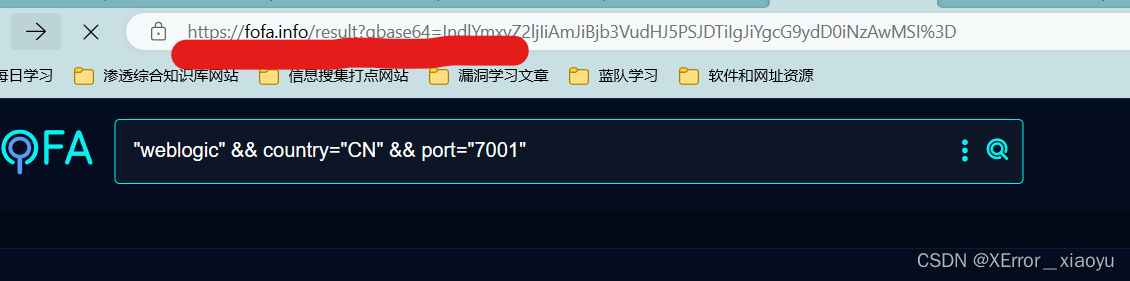 https://fofa.info/result?qbase64=IndlYmxvZ2ljIiAmJiBjb3VudHJ5PSJDTiIgJiYgcG9ydD0iNzAwMSI%3D
每日学习 渗透综合知识库网站 信息搜集打点网站 漏洞学习文章 蓝队学习 软件和网址资源
OFA "weblogic" && country="CN" && port="7001"
CSDN @XError＿xiaoyu